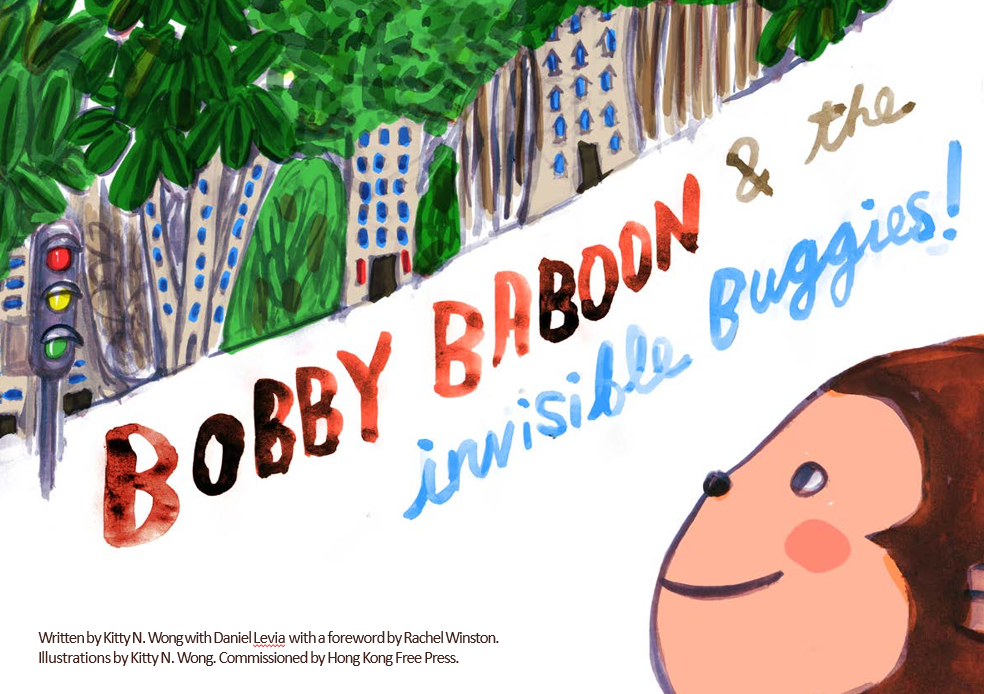 BOBBY BABOON & the
invisible Buggies!
Written by Kitty N. Wong with Daniel Levia with a foreword by Rachel Winston.
Illustrations by Kitty N. Wong. Commissioned by Hong Kong Free Press.